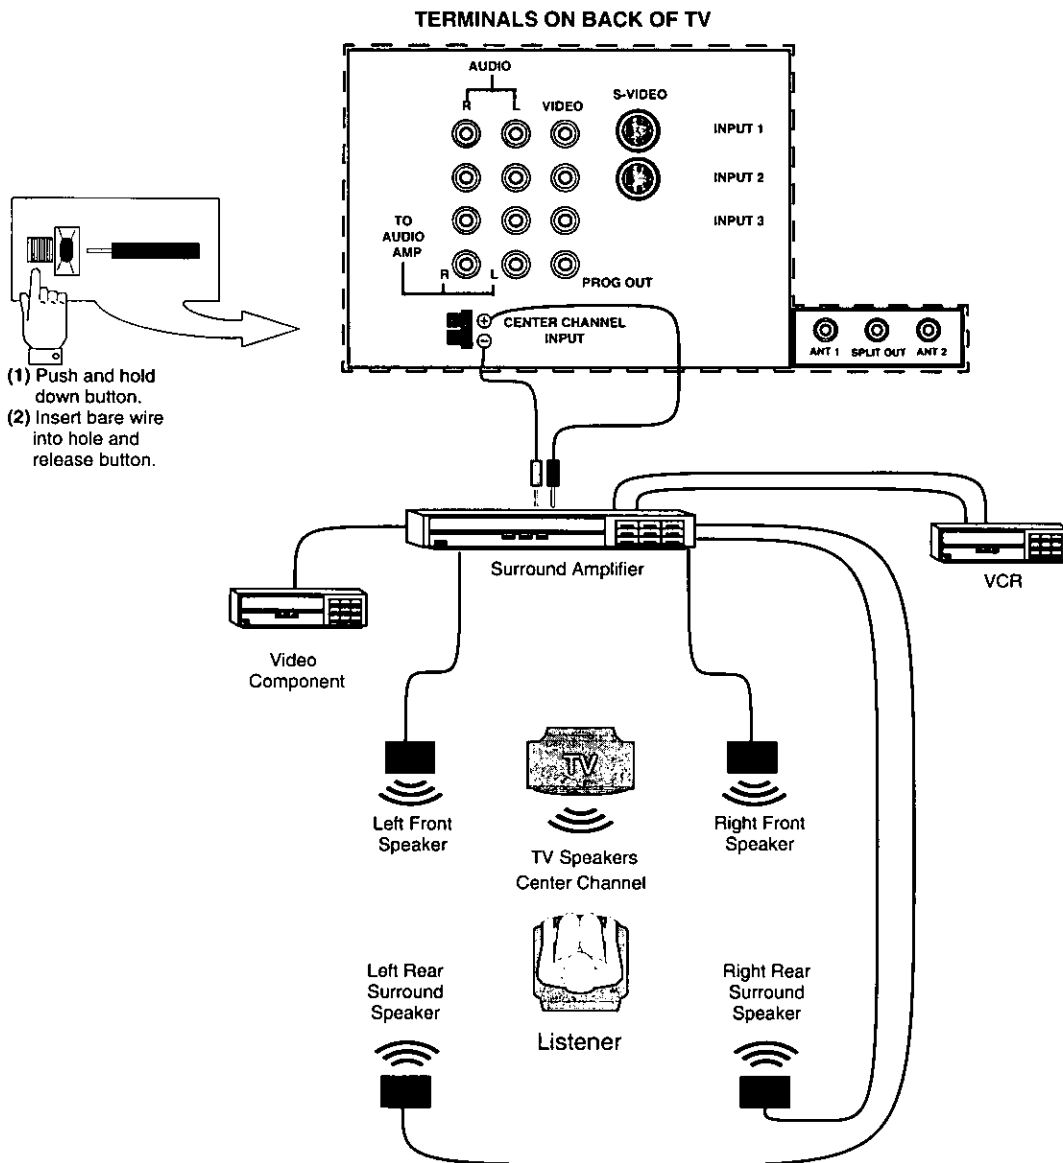 TERMINALS ON BACK OF TV
AUDIO
R
L
VIDEO
S-VIDEO
INPUT 1
INPUT 2
INPUT 3
TO
AUDIO
AMP
R
L
PROG OUT
+
CENTER CHANNEL
INPUT
−
ANT 1
SPLIT OUT
ANT 2
(1) Push and hold
down button.
(2) Insert bare wire
into hole and
release button.
Surround Amplifier
VCR
Video
Component
TV
Left Front
Speaker
Right Front
Speaker
TV Speakers
Center Channel
Left Rear
Surround
Speaker
Right Rear
Surround
Speaker
Listener